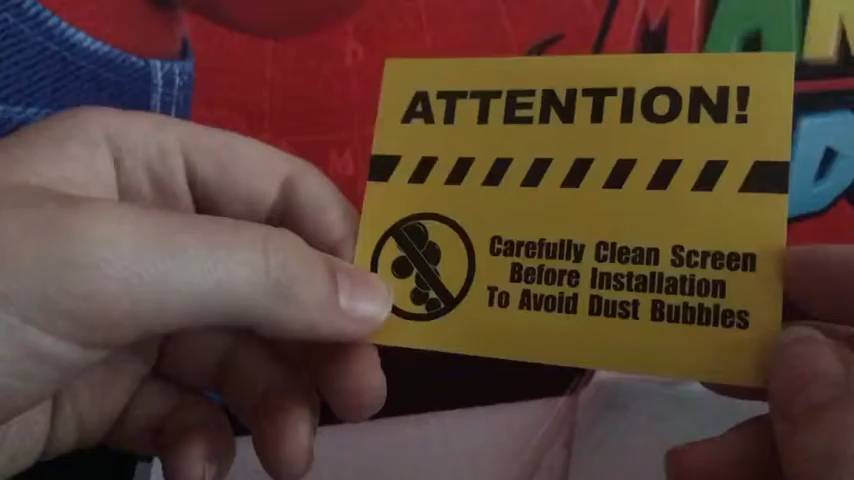 ATTENTION!
Carefully Clean Screen
Before Installation
To Avoid Dust Bubbles